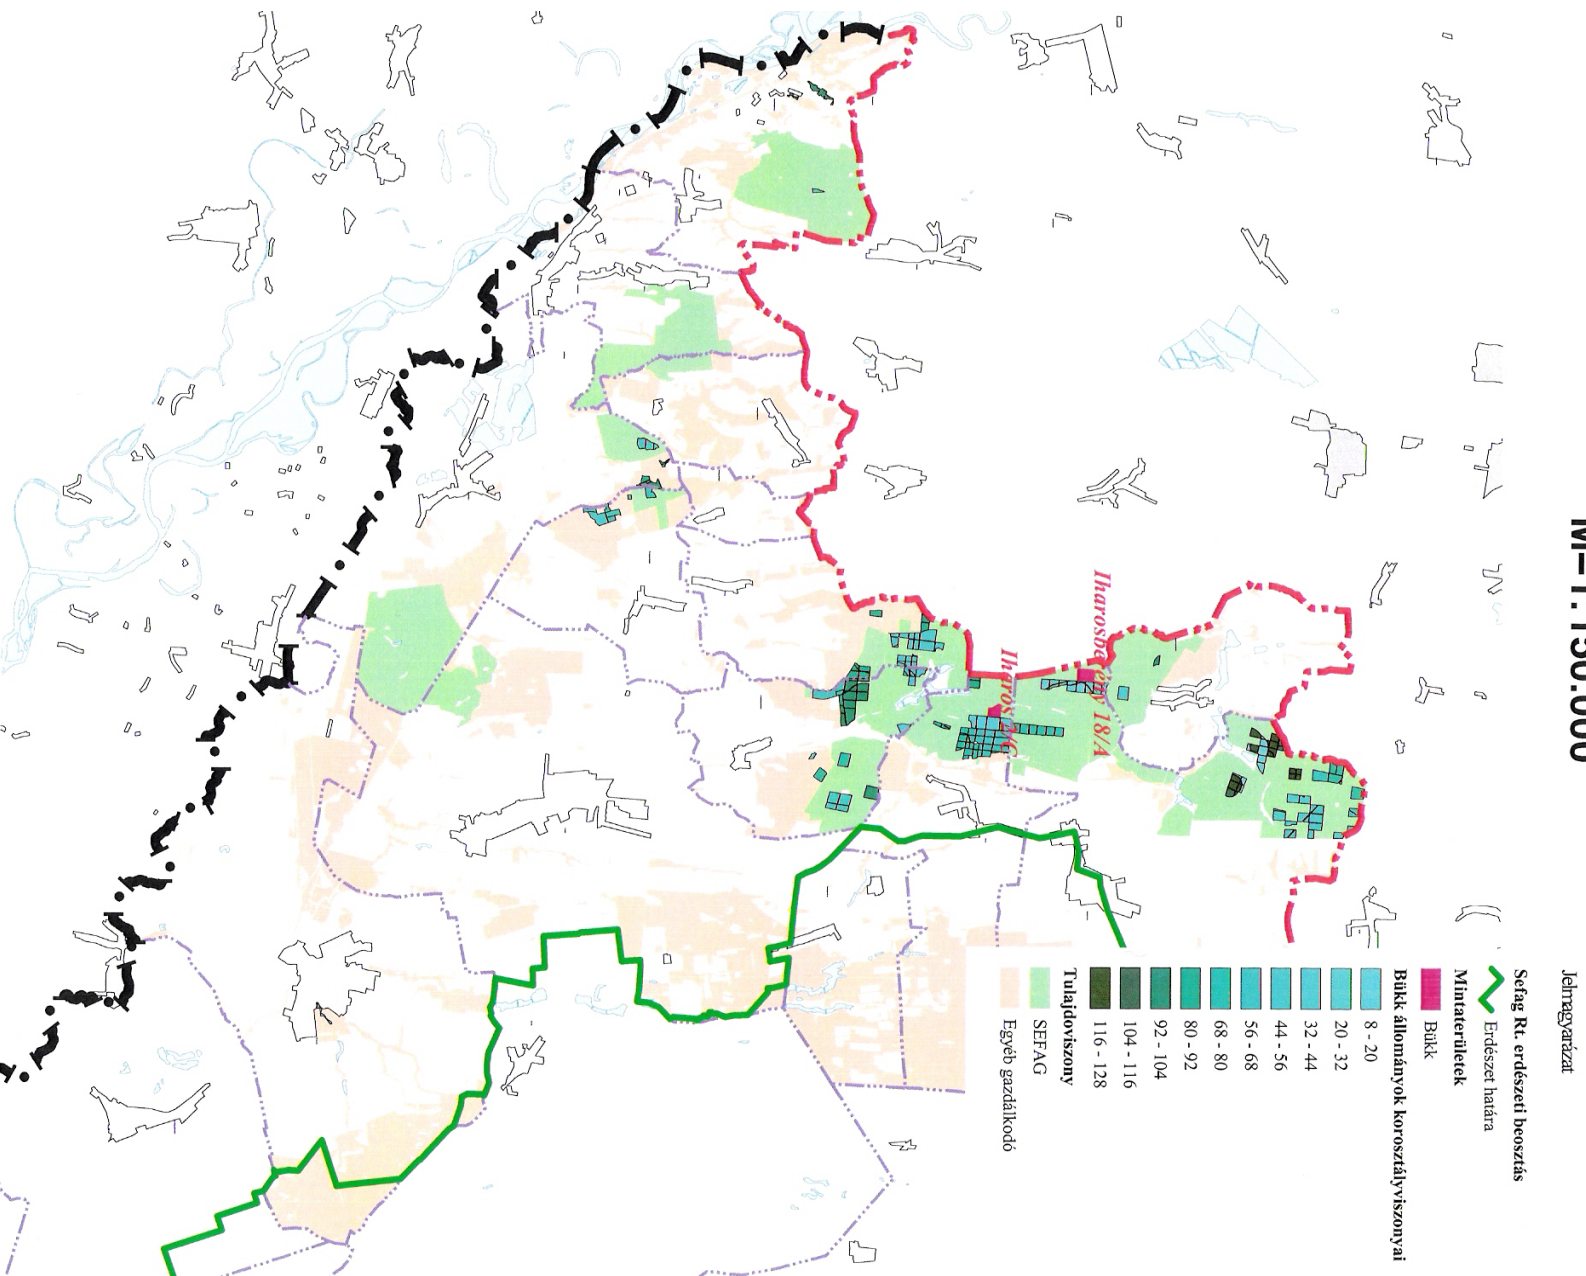 M=1:150.000
Jelmagyarázat
Sefag Rt. erdészeti beosztás
Erdészet határa
Mintaterületek
Bükk
Bükk állományok korosztályviszonyai
8 - 20
20 - 32
32 - 44
44 - 56
56 - 68
68 - 80
80 - 92
92 - 104
104 - 116
116 - 128
Tulajdoviszony
SEFAG
Egyéb gazdálkodó
Iharosberény 18/A
Iharos 2/C